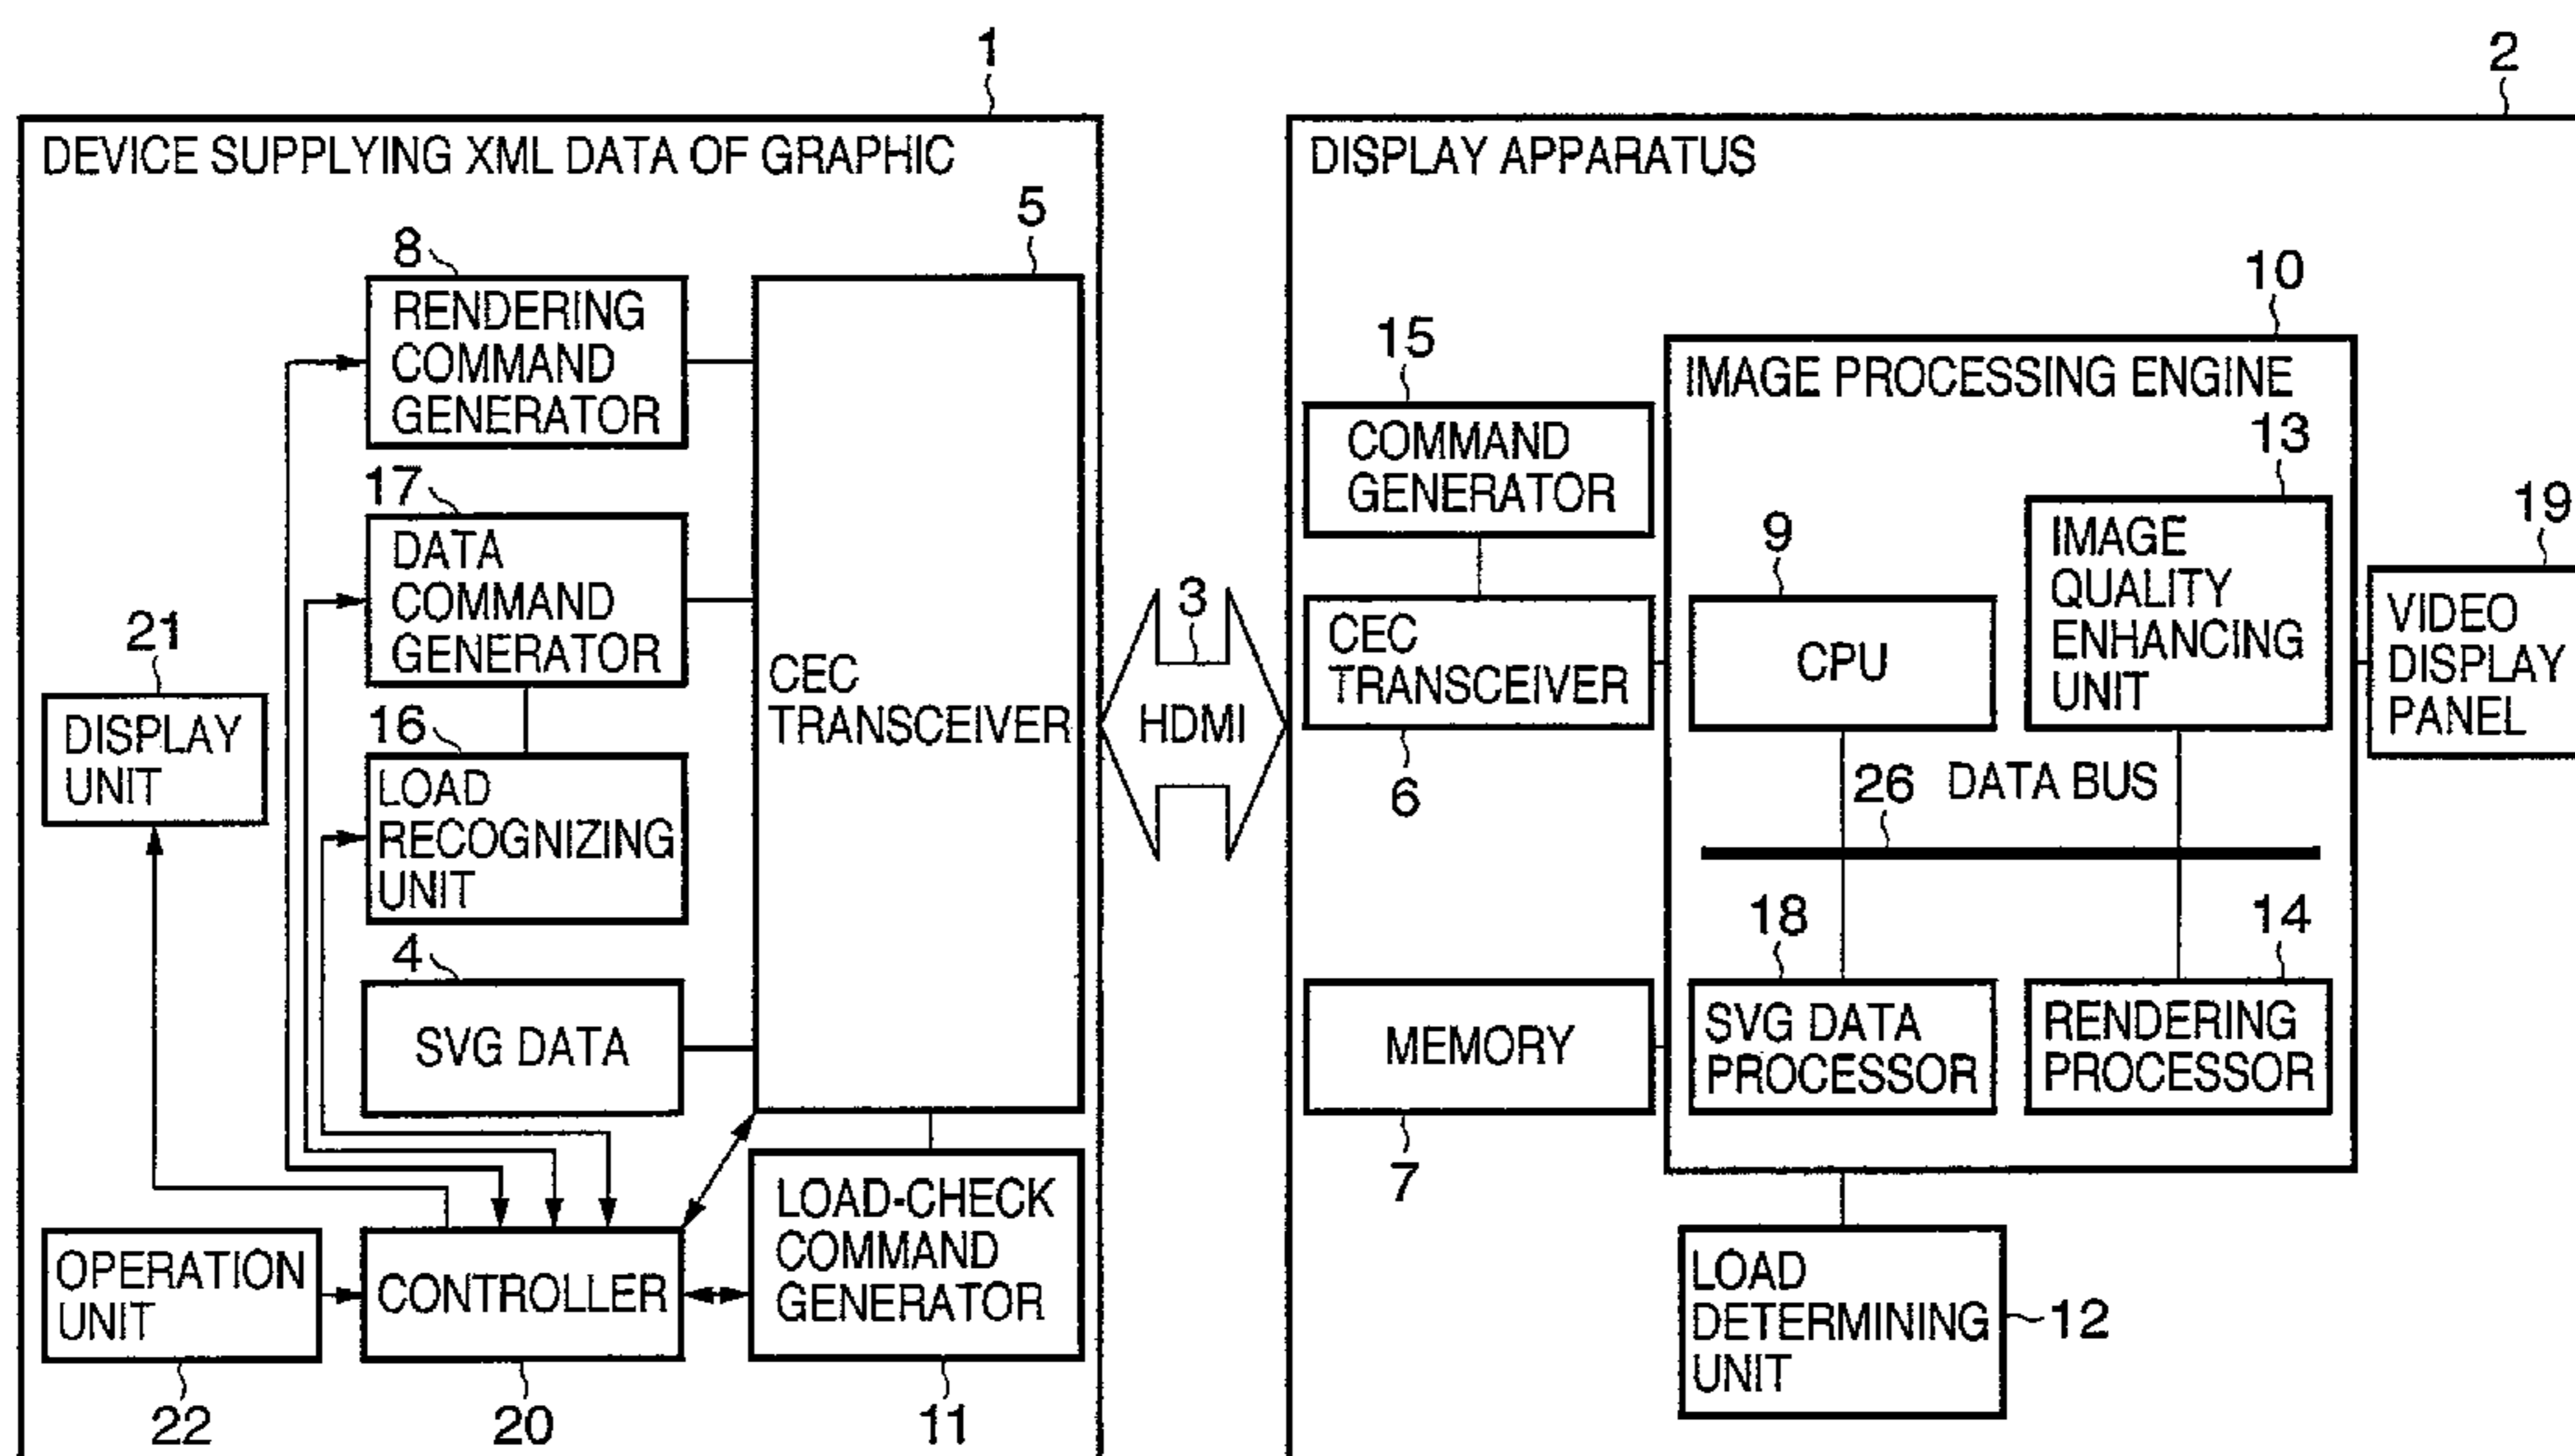 1
2
DEVICE SUPPLYING XML DATA OF GRAPHIC
5
8
RENDERING
COMMAND
GENERATOR
17
DATA
COMMAND
GENERATOR
CEC
TRANSCEIVER
21
DISPLAY
UNIT
16
LOAD
RECOGNIZING
UNIT
4
SVG DATA
OPERATION
UNIT
22
CONTROLLER
20
LOAD-CHECK
COMMAND
GENERATOR
11
3
HDMI
DISPLAY APPARATUS
10
15
COMMAND
GENERATOR
IMAGE PROCESSING ENGINE
13
9
CPU
IMAGE
QUALITY
ENHANCING
UNIT
19
VIDEO
DISPLAY
PANEL
CEC
TRANSCEIVER
6
26 DATA BUS
18
14
MEMORY
7
SVG DATA
PROCESSOR
RENDERING
PROCESSOR
LOAD
DETERMINING
UNIT
12